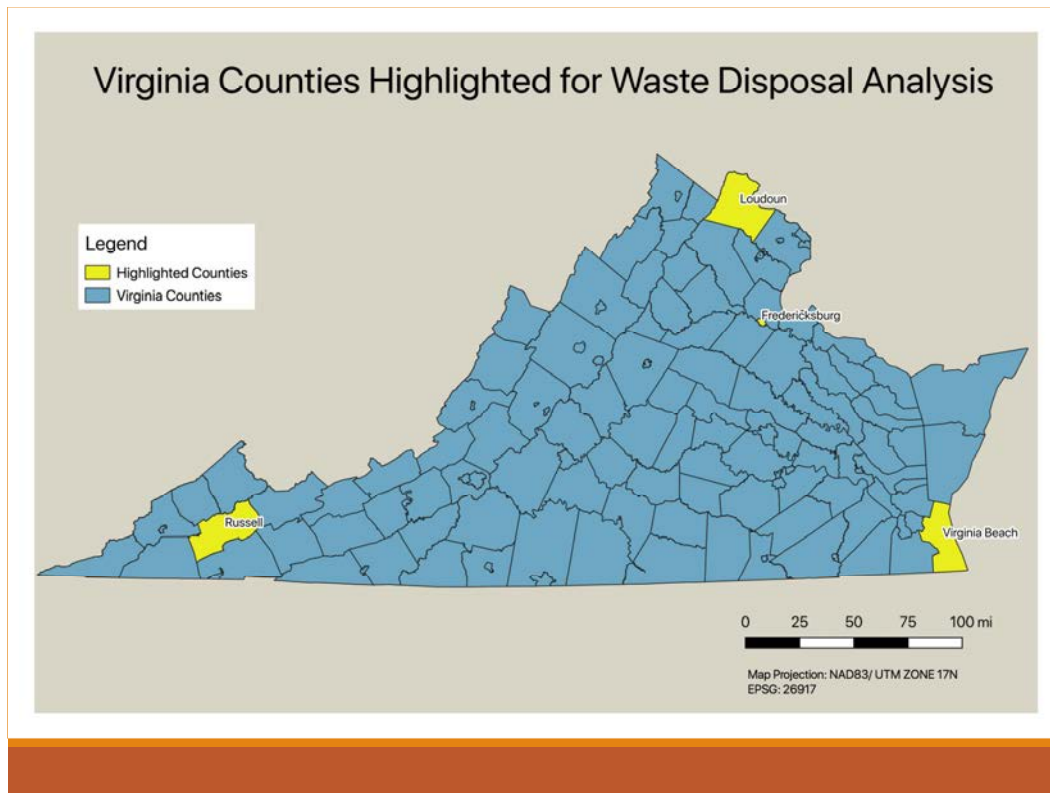 Virginia Counties Highlighted for Waste Disposal Analysis
Loudoun
Legend
Highlighted Counties
Virginia Counties
Fredericksburg
Russell
Virginia Beach
0 25 50 75 100 mi
Map Projection: NAD83/ UTM ZONE 17N
EPSG: 26917